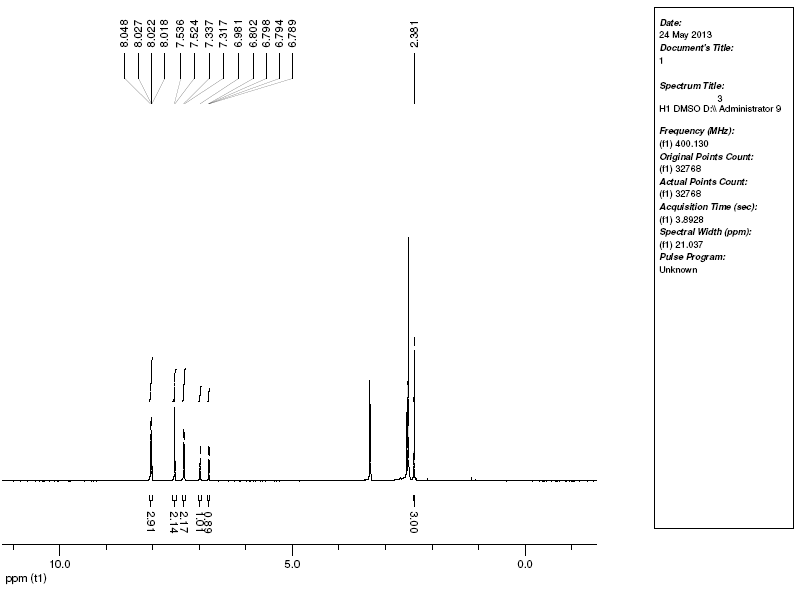 8.048
8.027
8.022
8.018
7.536
7.524
7.337
7.317
6.981
6.802
6.798
6.794
6.789
2.381
2.91
2.14
2.17
1.01
0.89
3.00
10.0
5.0
0.0
ppm (t1)
Date:
24 May 2013
Document's Title:
1
Spectrum Title:
3
H1 DMSO D:\\ Administrator 9
Frequency (MHz):
(f1) 400.130
Original Points Count:
(f1) 32768
Actual Points Count:
(f1) 32768
Acquisition Time (sec):
(f1) 3.8928
Spectral Width (ppm):
(f1) 21.037
Pulse Program:
Unknown